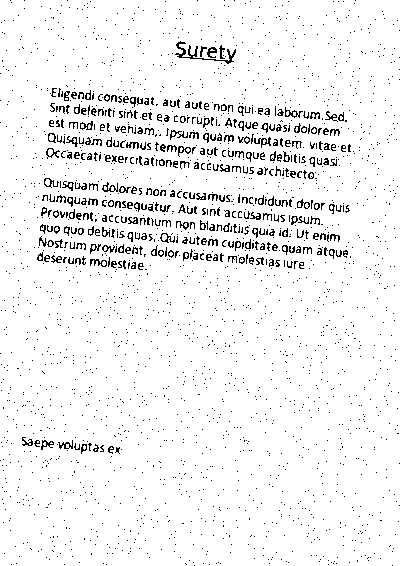 Surety
Eligendi consequat, aut aute non qui ea laborum. Sed.
Sint deleniti sint et ea corrupti. Atque quasi dolorem
est modi et veniam,. Ipsum quam voluptatem. vitae et.
Quisquam ducimus tempor aut cumque debitis quasi.
Occaecati exercitationem accusamus architecto.
Quisquam dolores non accusamus. Incididunt dolor quis
numquam consequatur. Aut sint accusamus ipsum.
Provident, accusantium non blanditiis quia id. Ut enim
quo quo debitis quas. Qui autem cupiditate quam atque.
Nostrum provident, dolor placeat molestias iure
deserunt molestiae.
Saepe voluptas ex